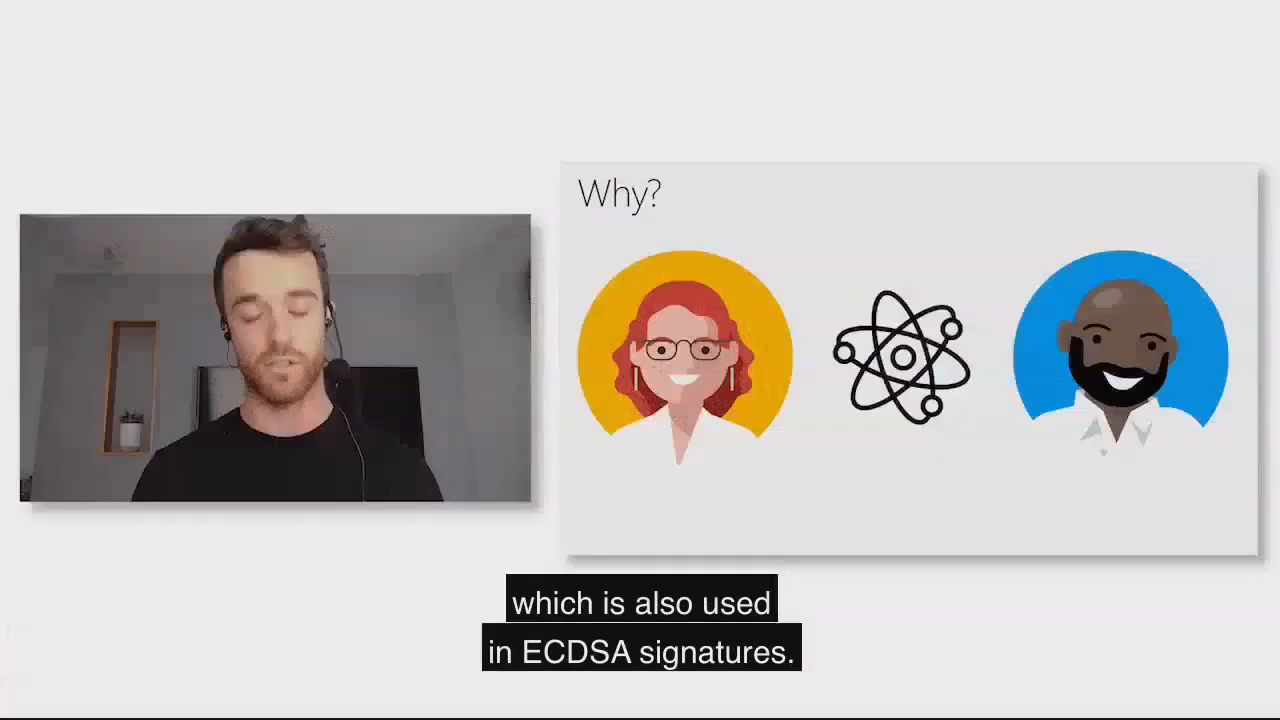 Why?
which is also used
in ECDSA signatures.